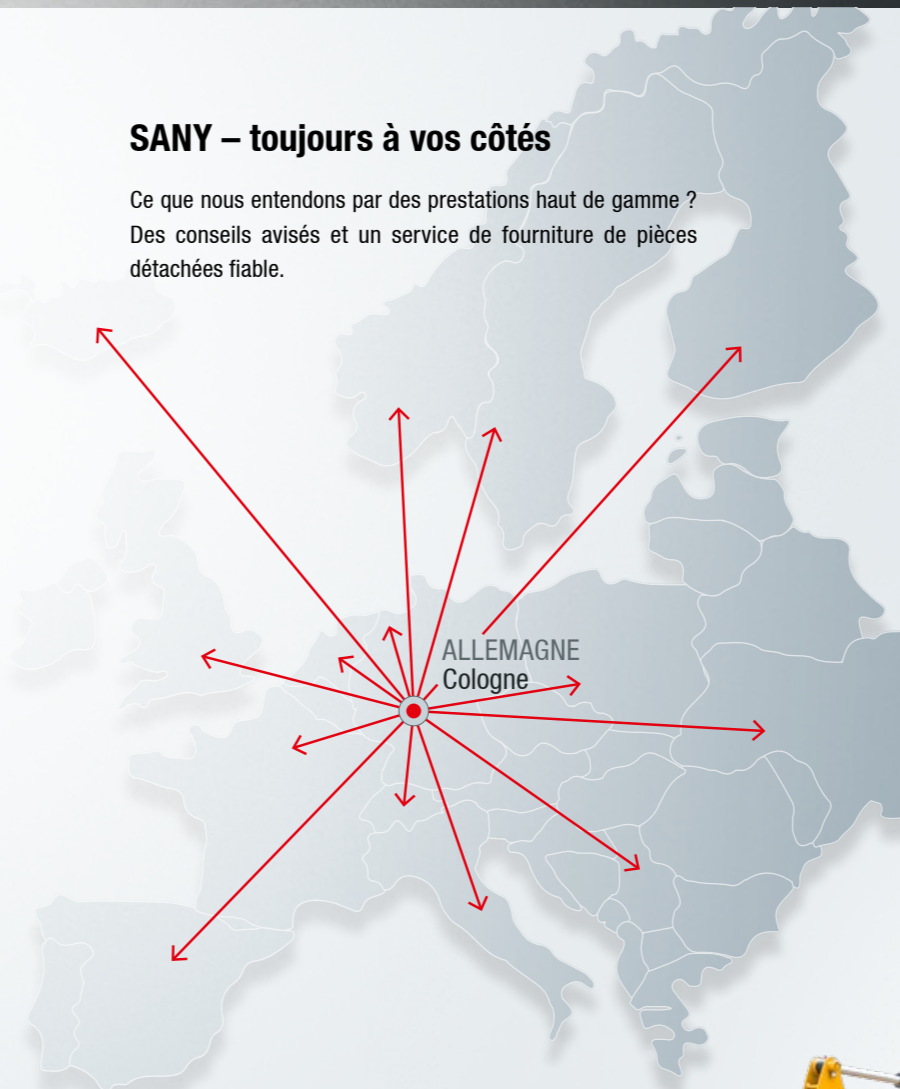 SANY – toujours à vos côtés
Ce que nous entendons par des prestations haut de gamme ?
Des conseils avisés et un service de fourniture de pièces
détachées fiable.
ALLEMAGNE
Cologne